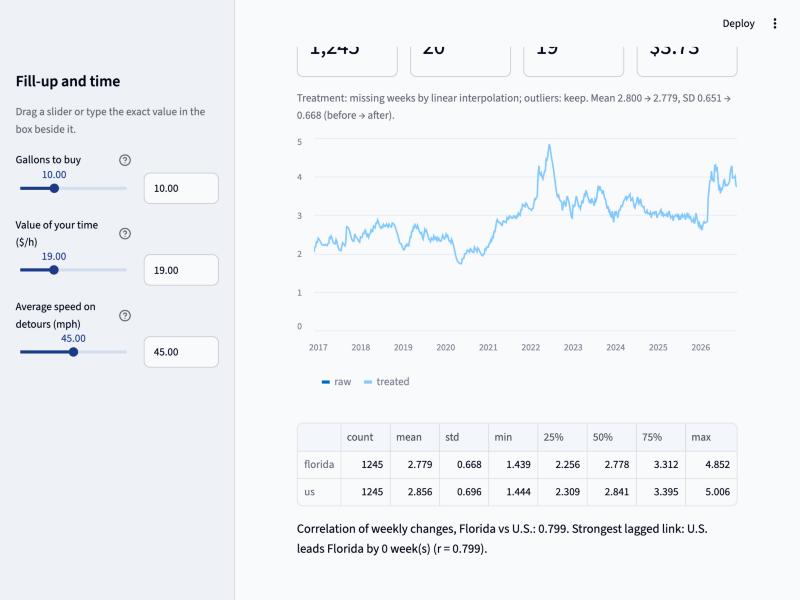 Deploy
1,245 20 19 $3.73
Fill-up and time
Drag a slider or type the exact value in the
box beside it.
Gallons to buy
10.00
10.00
Value of your time
($/h)
19.00
19.00
Average speed on
detours (mph)
45.00
45.00
Treatment: missing weeks by linear interpolation; outliers: keep. Mean 2.800 → 2.779, SD 0.651 →
0.668 (before → after).
5
4
3
2
1
0
2017 2018 2019 2020 2021 2022 2023 2024 2025 2026
raw treated
count mean std min 25% 50% 75% max
florida 1245 2.779 0.668 1.439 2.256 2.778 3.312 4.852
us 1245 2.856 0.696 1.444 2.309 2.841 3.395 5.006
Correlation of weekly changes, Florida vs U.S.: 0.799. Strongest lagged link: U.S.
leads Florida by 0 week(s) (r = 0.799).